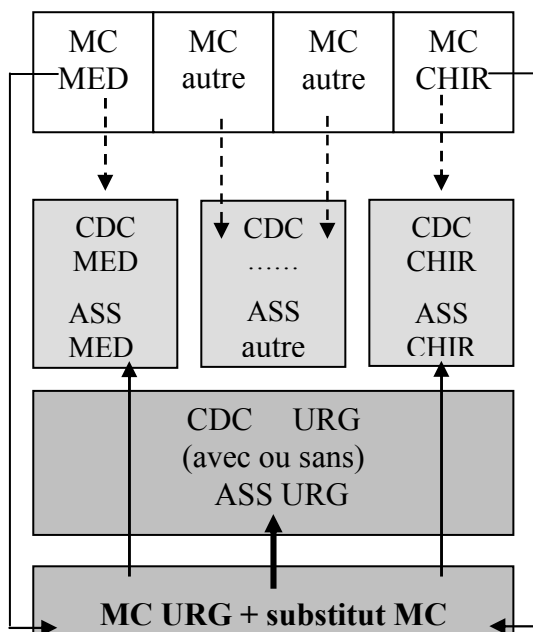 MC
MED
MC
autre
MC
autre
MC
CHIR
CDC
MED
ASS
MED
CDC
……
ASS
autre
CDC
CHIR
ASS
CHIR
CDC URG
(avec ou sans)
ASS URG
MC URG + substitut MC